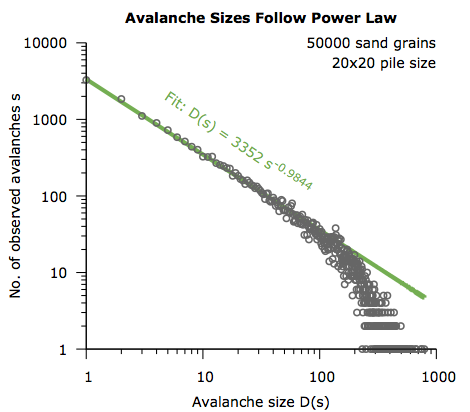 Avalanche Sizes Follow Power Law
50000 sand grains
20x20 pile size
Fit: D(s) = 3352 s^-0.9844
No. of observed avalanches s
10000
1000
100
10
1
1
10
100
1000
Avalanche size D(s)